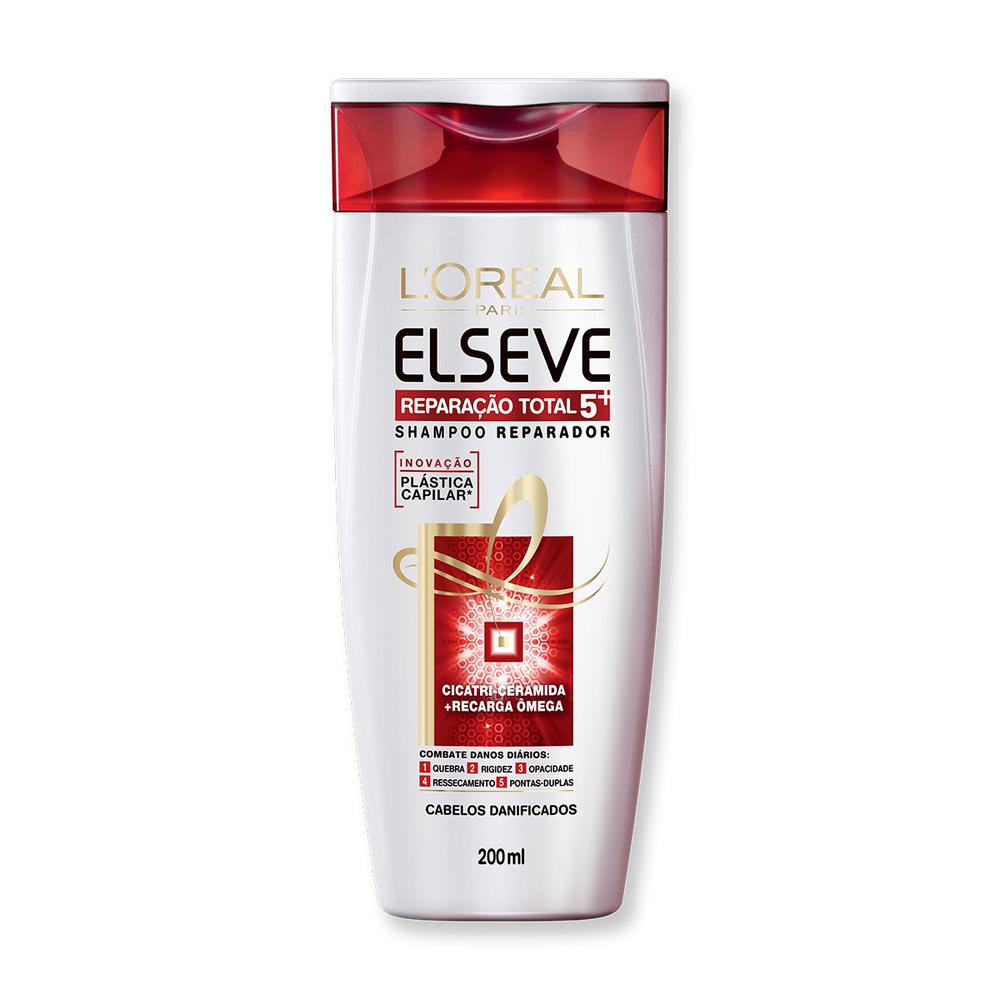 L'ORÉAL
PARIS
ELSEVE
REPARAÇÃO TOTAL 5+
SHAMPOO REPARADOR
INOVAÇÃO
PLÁSTICA
CAPILAR*
CICATRI-CERAMIDA
+RECARGA ÔMEGA
COMBATE DANOS DIÁRIOS:
1 QUEBRA 2 RIGIDEZ 3 OPACIDADE
4 RESSECAMENTO 5 PONTAS-DUPLAS
CABELOS DANIFICADOS
200ml